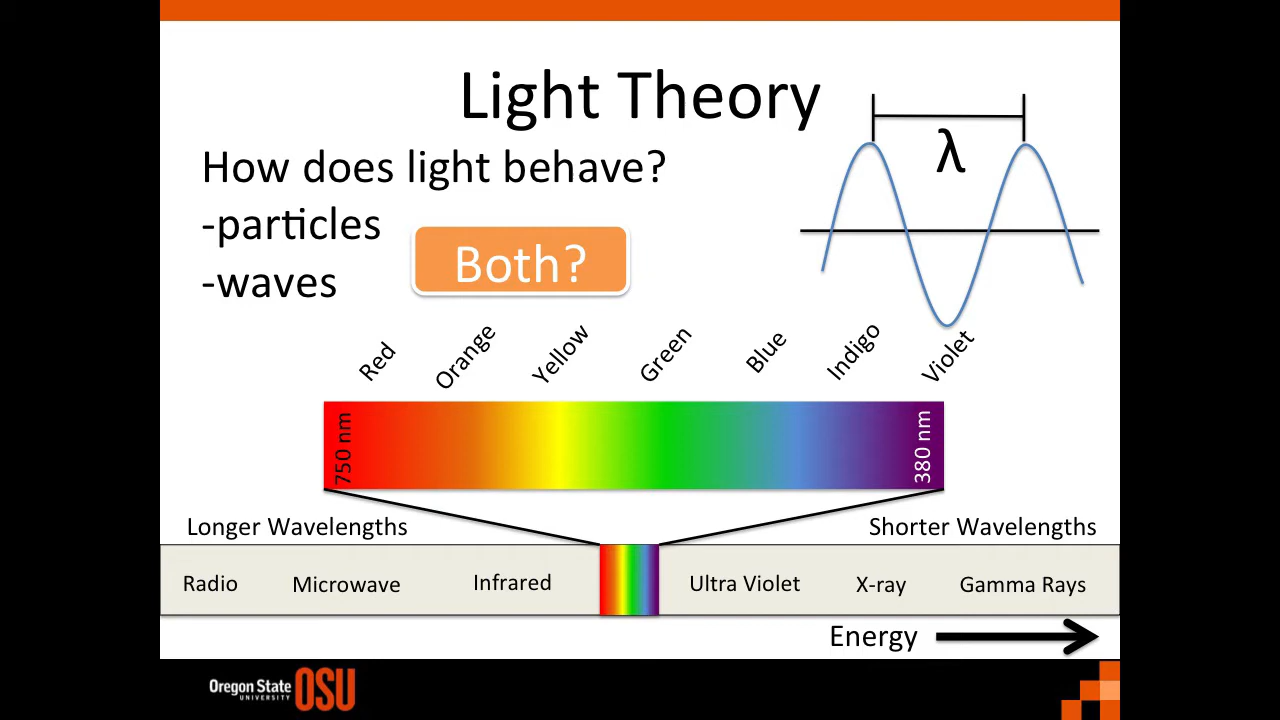 Light Theory
λ
How does light behave?
-particles
Both?
-waves
Red
Orange
Yellow
Green
Blue
Indigo
Violet
750 nm
380 nm
Longer Wavelengths
Shorter Wavelengths
Radio
Microwave
Infrared
Ultra Violet
X-ray
Gamma Rays
Energy
Oregon State
UNIVERSITY
OSU